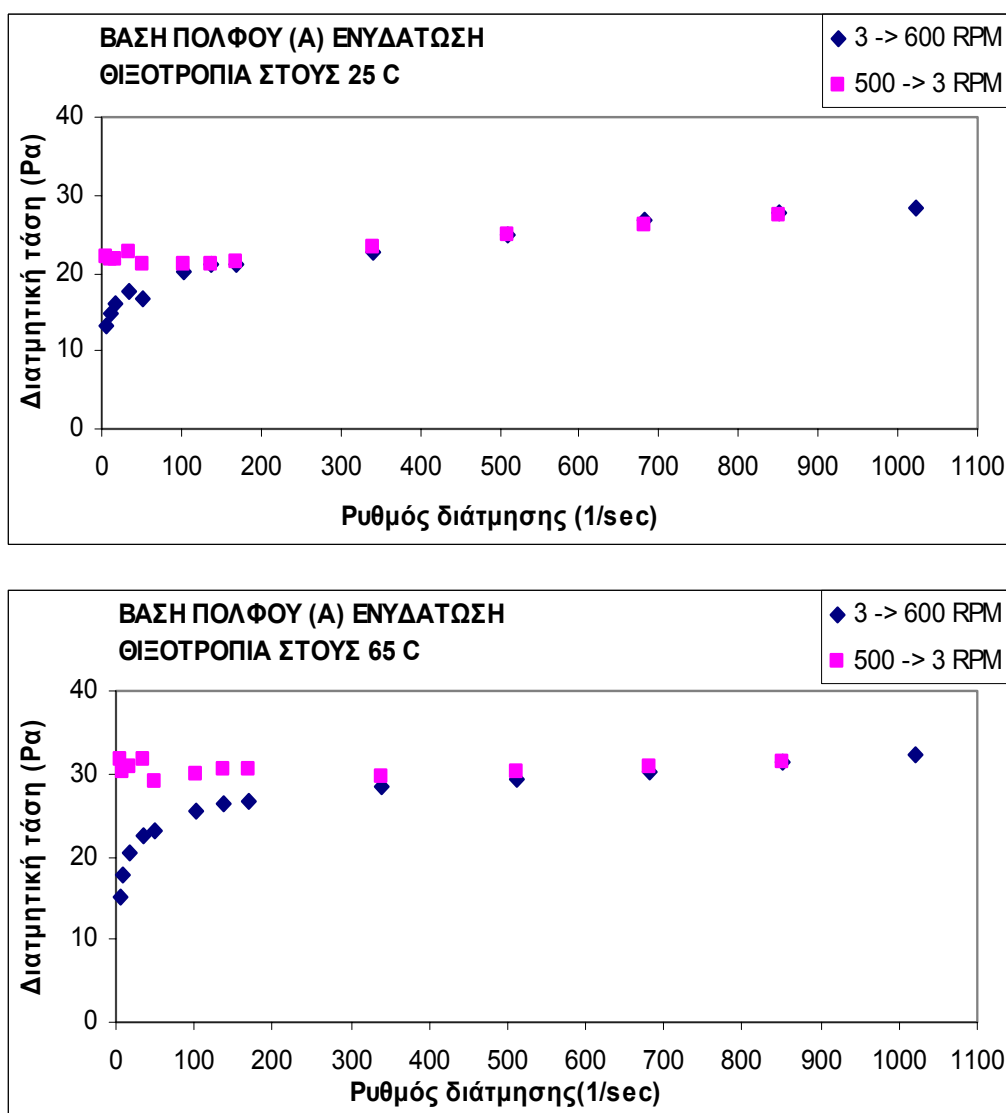 ΒΑΣΗ ΠΟΛΦΟΥ (Α) ΕΝΥΔΑΤΩΣΗ
ΘΙΞΟΤΡΟΠΙΑ ΣΤΟΥΣ 25 C
3 -> 600 RPM
500 -> 3 RPM
Διατμητική τάση (Pα)
40
30
20
10
0
0 100 200 300 400 500 600 700 800 900 1000 1100
Ρυθμός διάτμησης (1/sec)
ΒΑΣΗ ΠΟΛΦΟΥ (Α) ΕΝΥΔΑΤΩΣΗ
ΘΙΞΟΤΡΟΠΙΑ ΣΤΟΥΣ 65 C
3 -> 600 RPM
500 -> 3 RPM
Διατμητική τάση (Pα)
40
30
20
10
0
0 100 200 300 400 500 600 700 800 900 1000 1100
Ρυθμός διάτμησης(1/sec)